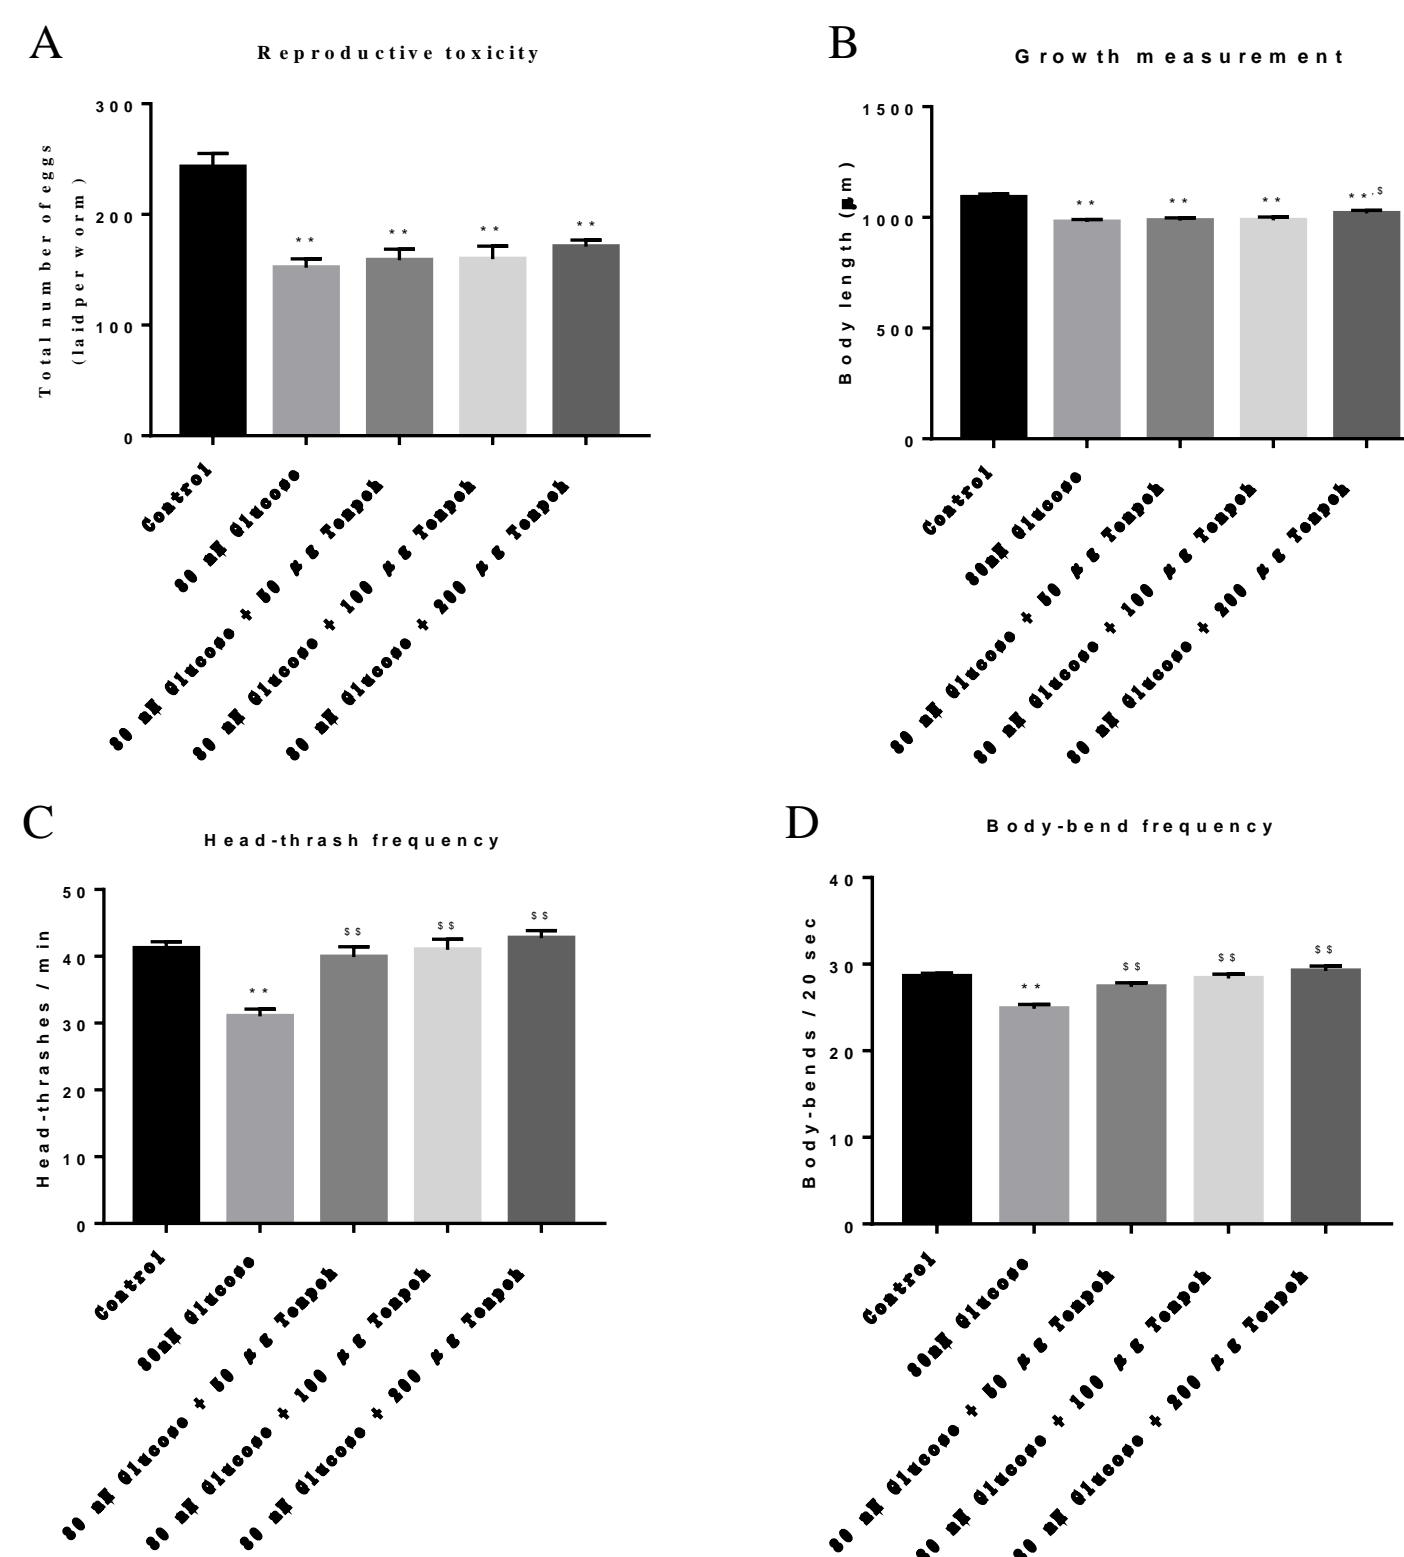 A
Reproductive toxicity
Total number of eggs
(laid per worm)
300
200
100
0
**
**
**
**
Control
80 mM Glucose
80 mM Glucose + 50 μg Tempeh
80 mM Glucose + 100 μg Tempeh
80 mM Glucose + 200 μg Tempeh
B
Growth measurement
Body length (μm)
1500
1000
500
0
**
**
**
**,$
Control
80mM Glucose
80 mM Glucose + 50 μg Tempeh
80 mM Glucose + 100 μg Tempeh
80 mM Glucose + 200 μg Tempeh
C
Head-thrash frequency
Head-thrashes / min
50
40
30
20
10
0
**
$$
$$
$$
Control
80mM Glucose
80 mM Glucose + 50 μg Tempeh
80 mM Glucose + 100 μg Tempeh
80 mM Glucose + 200 μg Tempeh
D
Body-bend frequency
Body-bends / 20 sec
40
30
20
10
0
**
$$
$$
$$
Control
80mM Glucose
80 mM Glucose + 50 μg Tempeh
80 mM Glucose + 100 μg Tempeh
80 mM Glucose + 200 μg Tempeh